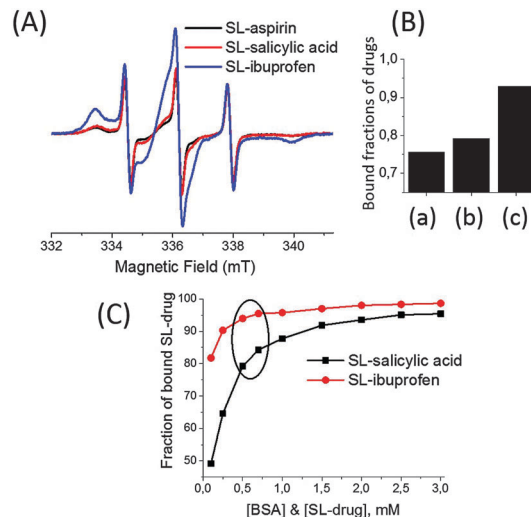 (A)
SL-aspirin
SL-salicylic acid
SL-ibuprofen
332 334 336 338 340
Magnetic Field (mT)
(B)
Bound fractions of drugs
1,0
0,9
0,8
0,7
(a) (b) (c)
(C)
Fraction of bound SL-drug
100
90
80
70
60
50
SL-salicylic acid
SL-ibuprofen
0,0 0,5 1,0 1,5 2,0 2,5 3,0
[BSA] & [SL-drug], mM